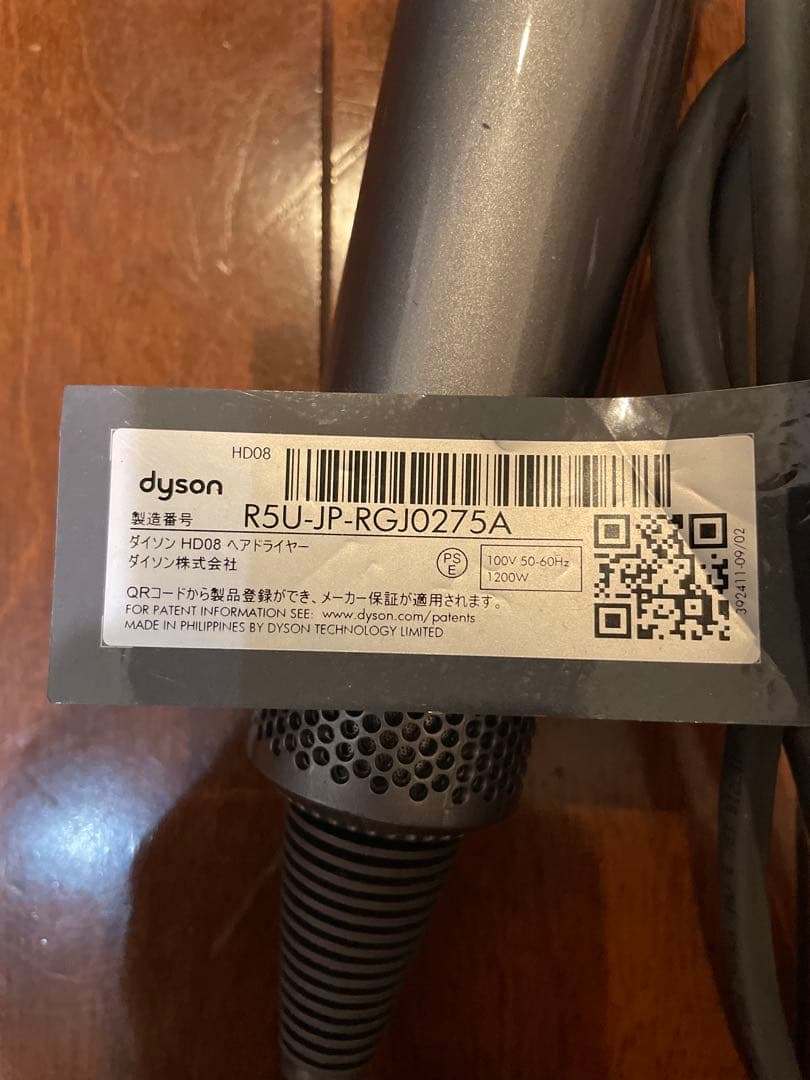 HD08
dyson
製造番号 R5U-JP-RGJ0275A
ダイソン HD08 ヘアドライヤー
ダイソン株式会社
PS
E
100V 50-60Hz
1200W
QRコードから製品登録ができ、メーカー保証が適用されます。
FOR PATENT INFORMATION SEE: www.dyson.com/patents
MADE IN PHILIPPINES BY DYSON TECHNOLOGY LIMITED
392411-09/02